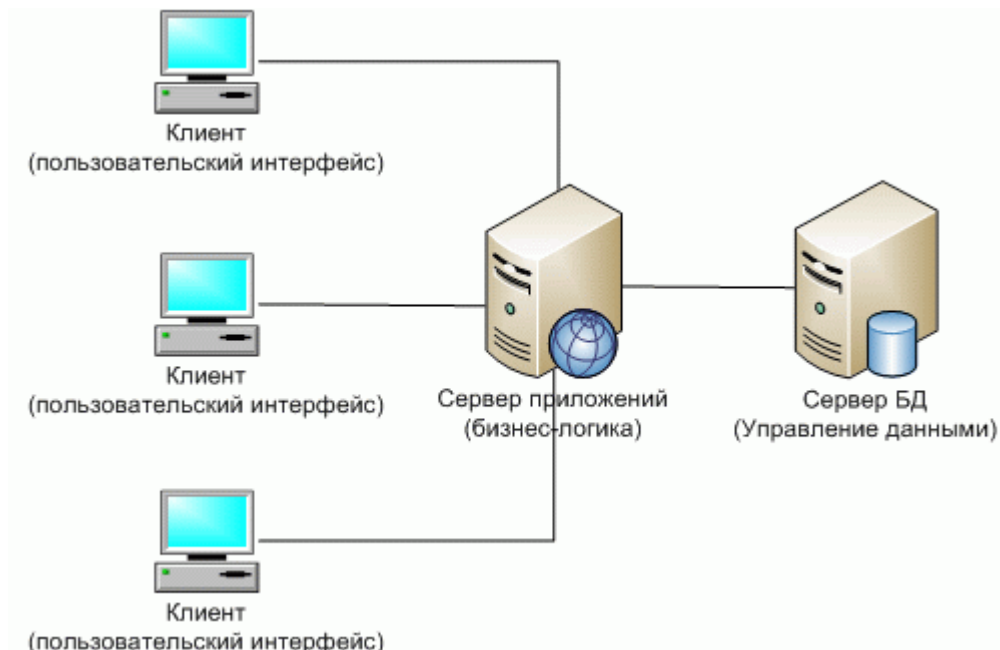 Клиент
(пользовательский интерфейс)
Клиент
(пользовательский интерфейс)
Сервер приложений
(бизнес-логика)
Сервер БД
(Управление данными)
Клиент
(пользовательский интерфейс)